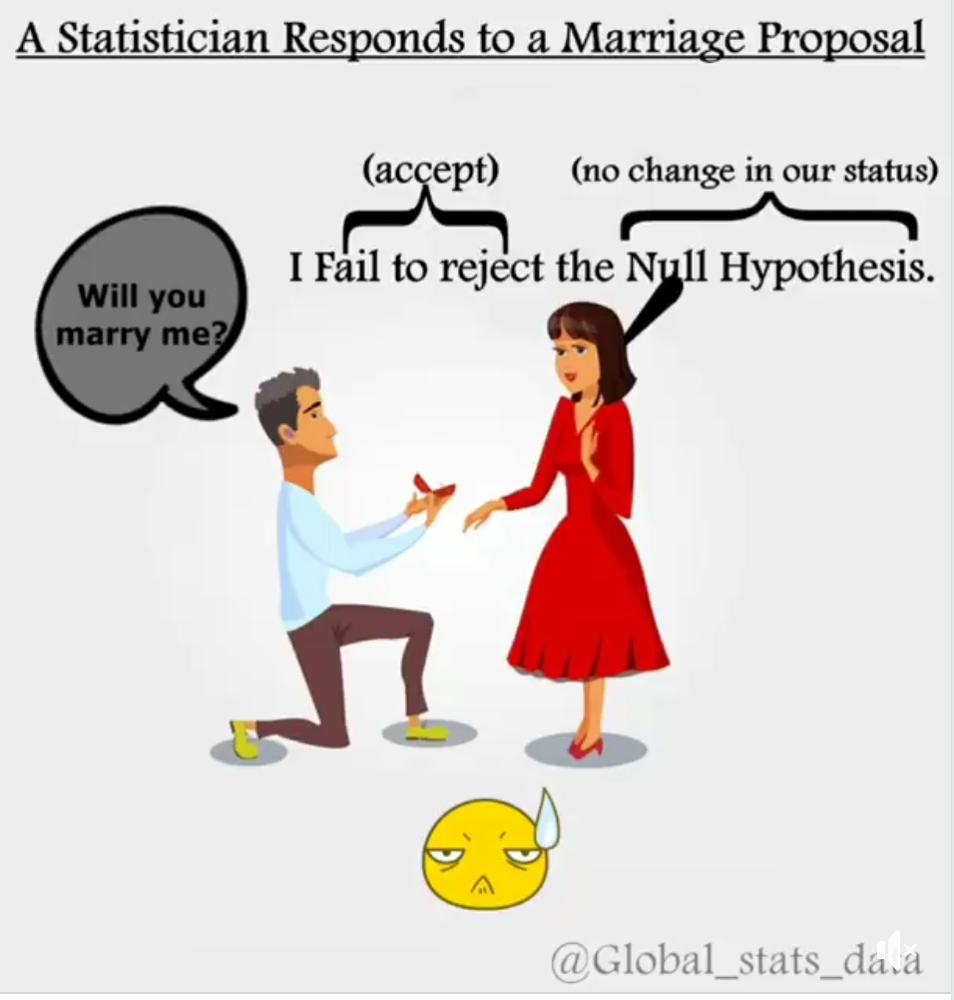 A Statistician Responds to a Marriage Proposal
(accept) (no change in our status)
I Fail to reject the Null Hypothesis.
Will you
marry me?
@Global_stats_data